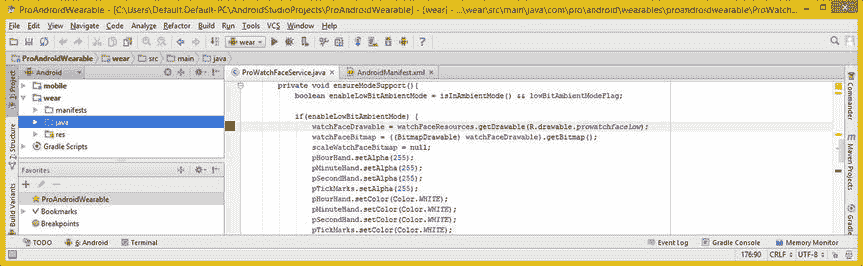 ProAndroidWearable - [C:\Users\Default.Default-PC\AndroidStudioProjects\ProAndroidWearable] - [wear] - ...\wear\src\main\java\com\pro\android\wearables\proandroidwearable\ProWatchFa...
File Edit View Navigate Code Analyze Refactor Build Run Tools VCS Window Help
wear
ProAndroidWearable wear src main java
1: Project
Android
ProWatchFaceService.java
AndroidManifest.xml
Commander
mobile
wear
manifests
java
res
Gradle Scripts
Z: Structure
private void ensureModeSupport(){
boolean enableLowBitAmbientMode = isInAmbientMode() && lowBitAmbientModeFlag;
if(enableLowBitAmbientMode) {
watchFaceDrawable = watchFaceResources.getDrawable(R.drawable.prowatchfacelow);
watchFaceBitmap = ((BitmapDrawable) watchFaceDrawable).getBitmap();
scaleWatchFaceBitmap = null;
pHourHand.setAlpha(255);
pMinuteHand.setAlpha(255);
pSecondHand.setAlpha(255);
pTickMarks.setAlpha(255);
pHourHand.setColor(Color.WHITE);
pMinuteHand.setColor(Color.WHITE);
pSecondHand.setColor(Color.WHITE);
pTickMarks.setColor(Color.WHITE);
Maven Projects
Gradle
Favorites
ProAndroidWearable
Bookmarks
Breakpoints
Build Variants
TODO 6: Android Terminal
Event Log Gradle Console Memory Monitor
176:90 CRLF UTF-8